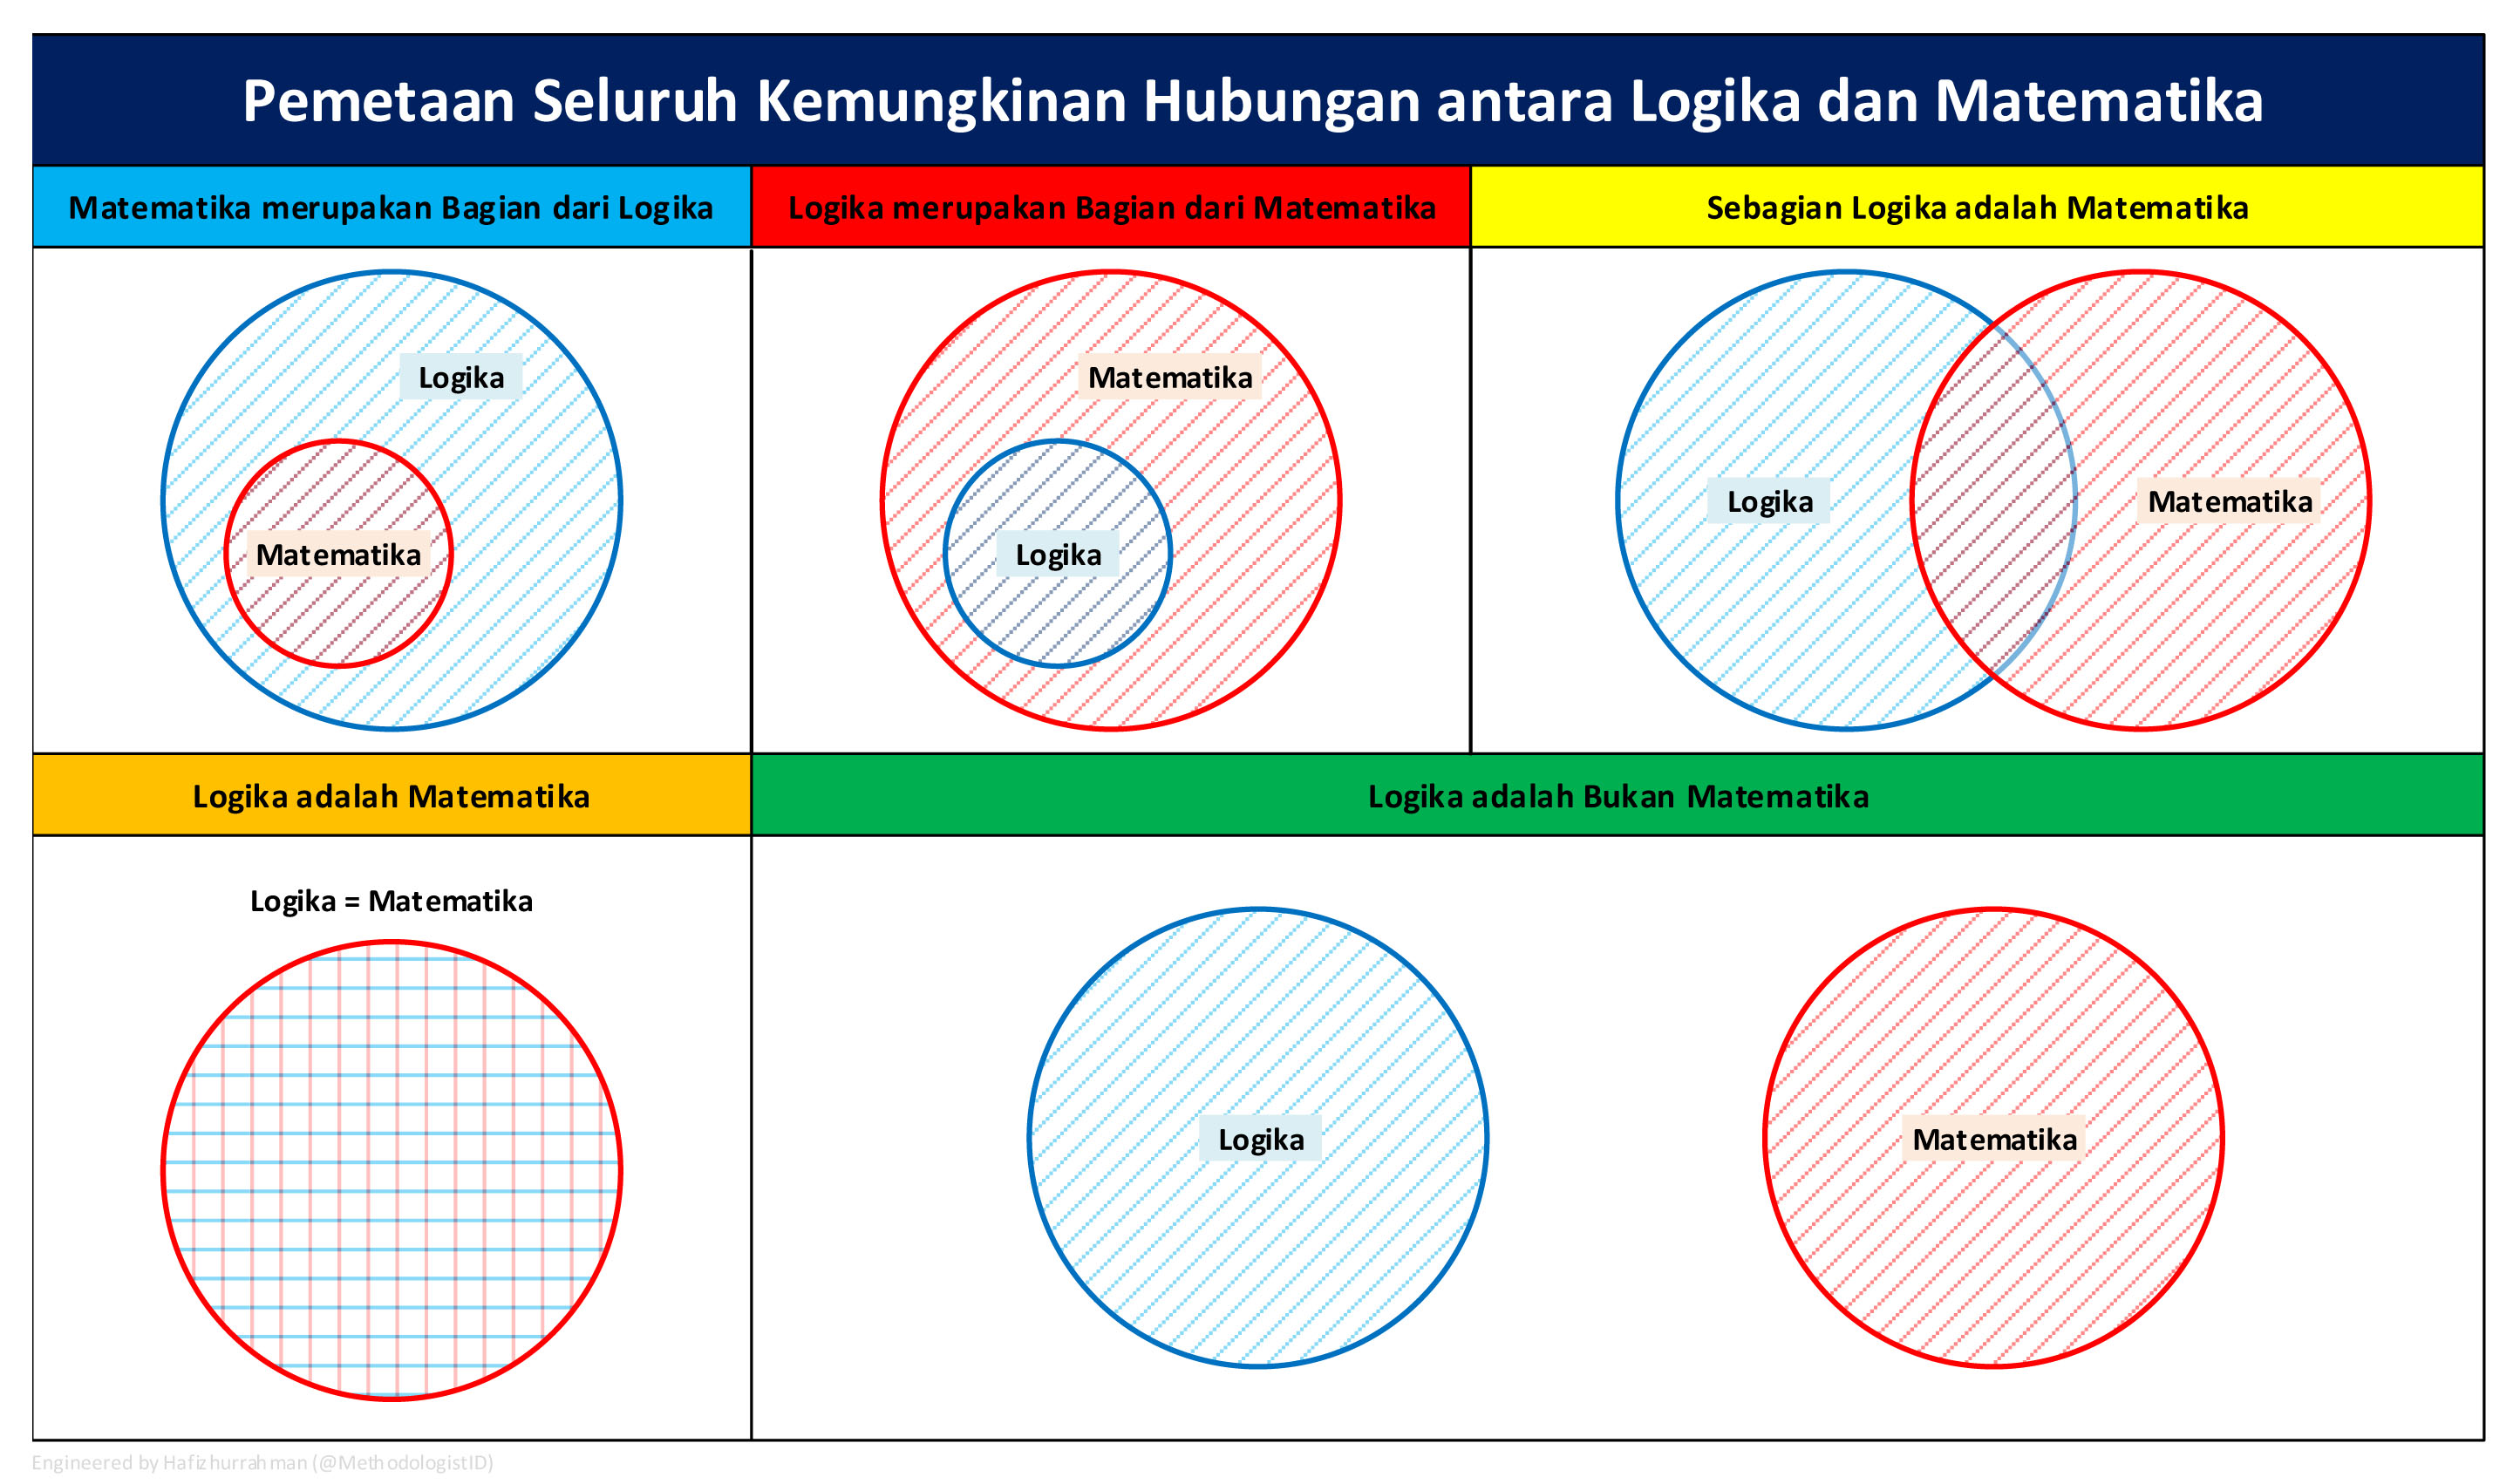 Pemetaan Seluruh Kemungkinan Hubungan antara Logika dan Matematika
Matematika merupakan Bagian dari Logika
Logika merupakan Bagian dari Matematika
Sebagian Logika adalah Matematika
Logika
Matematika
Matematika
Logika
Logika
Matematika
Logika adalah Matematika
Logika adalah Bukan Matematika
Logika = Matematika
Logika
Matematika
Engineered by Hafizhurrahman (@MethodologistID)